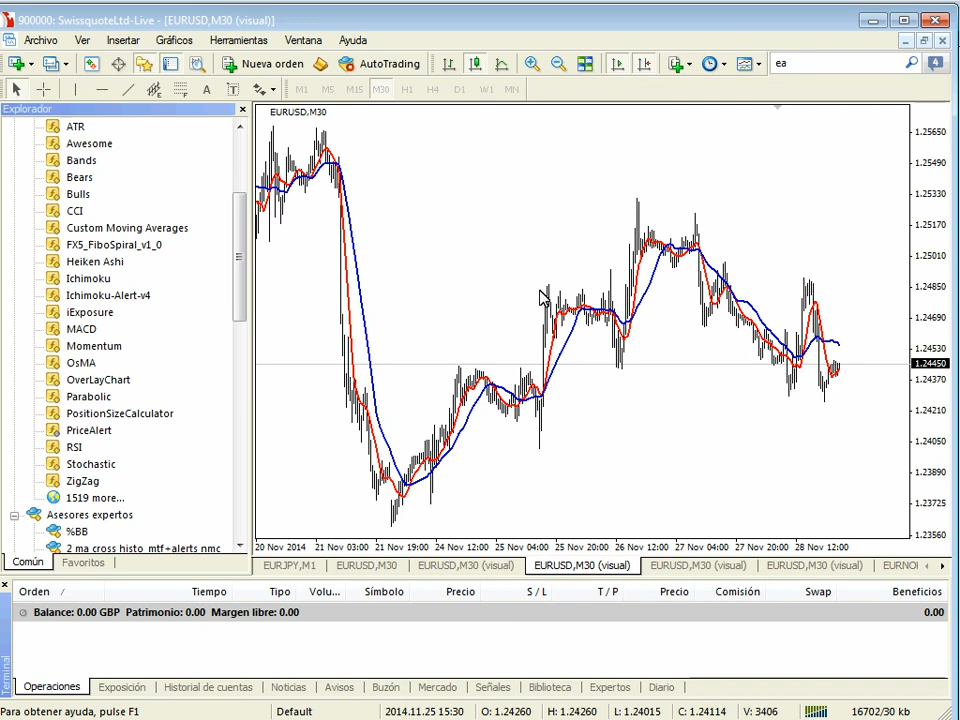 900000: SwissquoteLtd-Live - [EURUSD,M30 (visual)]
Archivo Ver Insertar Gráficos Herramientas Ventana Ayuda
Nueva orden AutoTrading ea 4
A T M1 M5 M15 M30 H1 H4 D1 W1 MN
Explorador
ATR
Awesome
Bands
Bears
Bulls
CCI
Custom Moving Averages
FX5_FiboSpiral_v1_0
Heiken Ashi
Ichimoku
Ichimoku-Alert-v4
iExposure
MACD
Momentum
OsMA
OverLayChart
Parabolic
PositionSizeCalculator
PriceAlert
RSI
Stochastic
ZigZag
1519 more...
Asesores expertos
%BB
2 ma cross histo mtf+alerts nmc
Común Favoritos
EURUSD,M30
1.25650
1.25490
1.25330
1.25170
1.25010
1.24850
1.24690
1.24530
1.24450
1.24370
1.24210
1.24050
1.23890
1.23725
1.23560
20 Nov 2014 21 Nov 03:00 21 Nov 19:00 24 Nov 12:00 25 Nov 04:00 25 Nov 20:00 26 Nov 12:00 27 Nov 04:00 27 Nov 20:00 28 Nov 12:00
EURJPY,M1 EURUSD,M30 EURUSD,M30 (visual) EURUSD,M30 (visual) EURUSD,M30 (visual) EURUSD,M30 (visual) EURNOI
Orden / Tiempo Tipo Volu... Símbolo Precio S / L T / P Precio Comisión Swap Beneficios
Balance: 0.00 GBP Patrimonio: 0.00 Margen libre: 0.00 0.00
Terminal
Operaciones Exposición Historial de cuentas Noticias Avisos Buzón Mercado Señales Biblioteca Expertos Diario
Para obtener ayuda, pulse F1 Default 2014.11.25 15:30 O: 1.24260 H: 1.24260 L: 1.24015 C: 1.24114 V: 3406 16702/30 kb